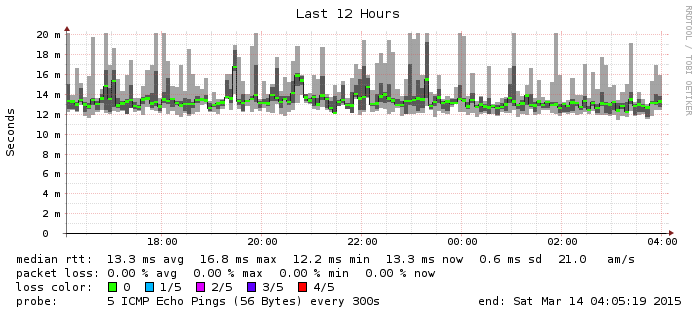 Last 12 Hours
RRDTOOL / TOBI OETIKER
Seconds
20 m
18 m
16 m
14 m
12 m
10 m
8 m
6 m
4 m
2 m
0
18:00 20:00 22:00 00:00 02:00 04:00
median rtt: 13.3 ms avg 16.8 ms max 12.2 ms min 13.3 ms now 0.6 ms sd 21.0 am/s
packet loss: 0.00 % avg 0.00 % max 0.00 % min 0.00 % now
loss color: 0 1/5 2/5 3/5 4/5
probe: 5 ICMP Echo Pings (56 Bytes) every 300s end: Sat Mar 14 04:05:19 2015